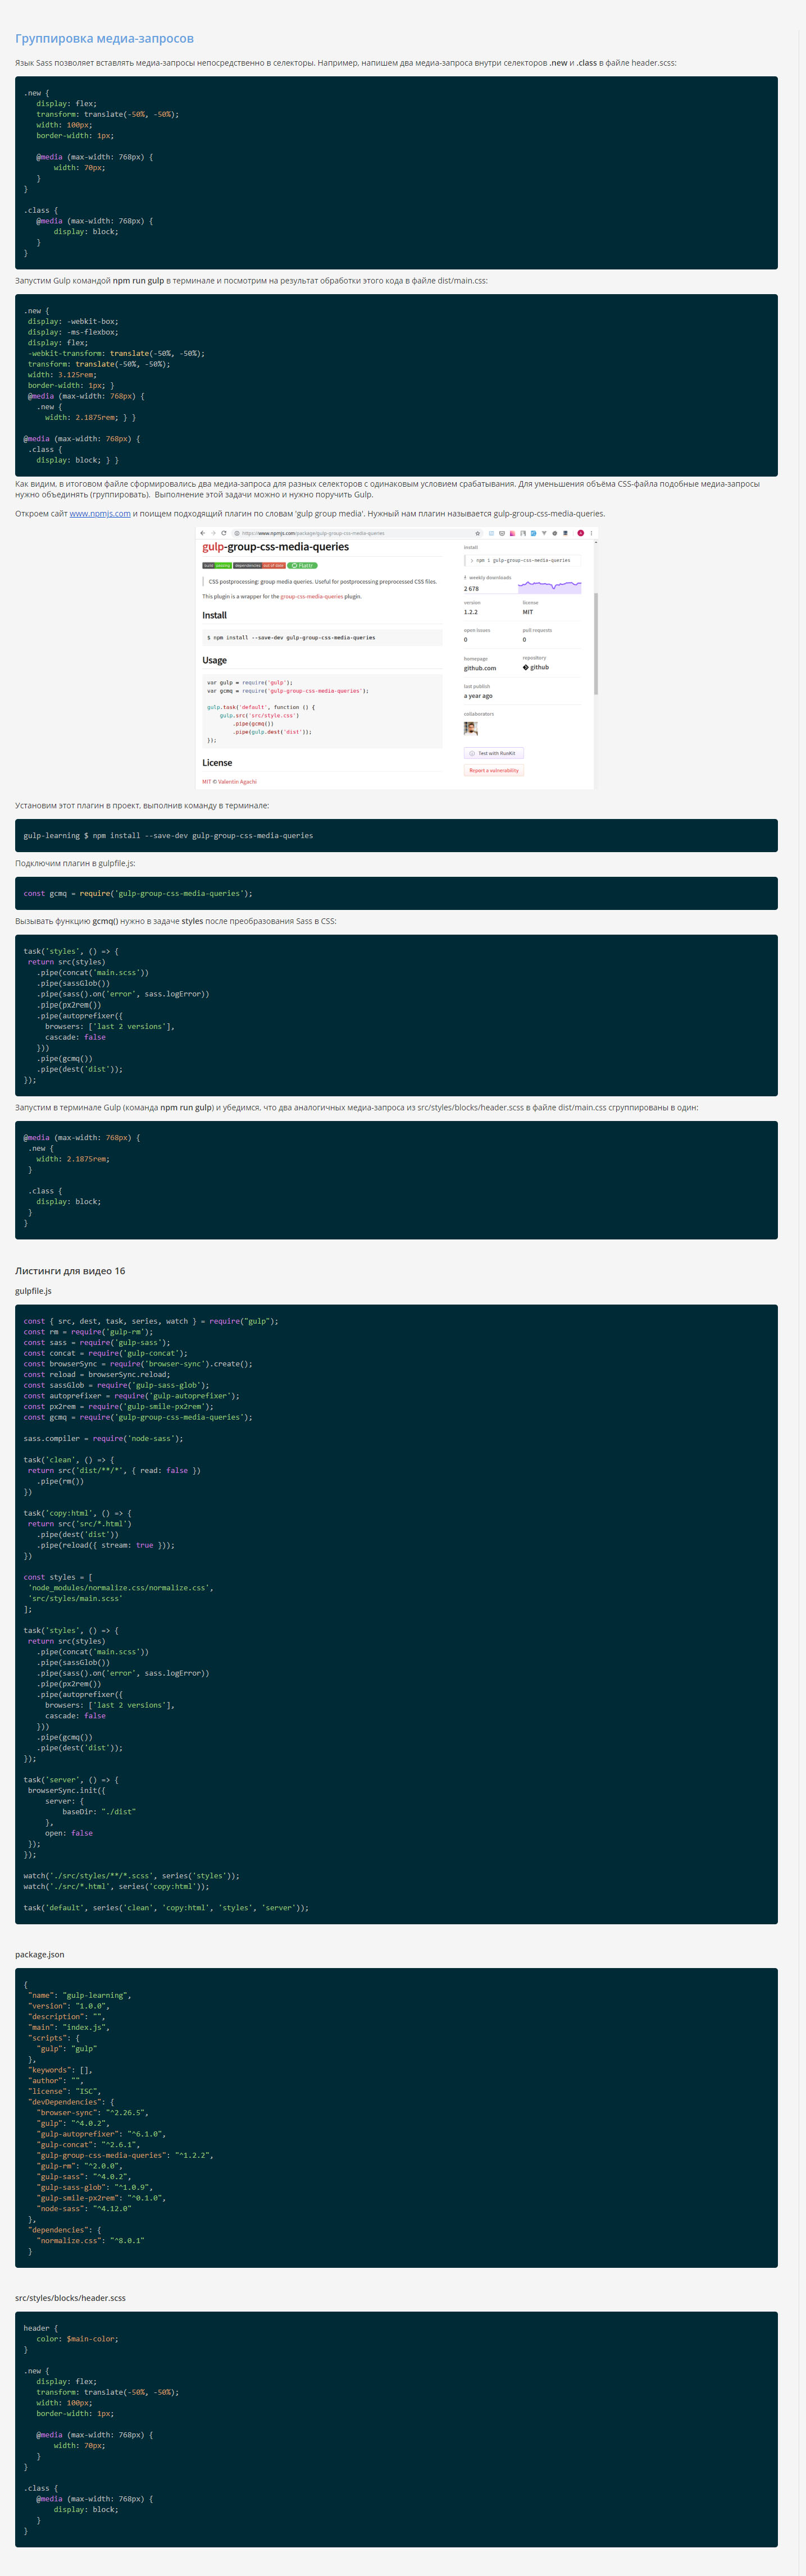 Группировка медиа-запросов
Язык Sass позволяет вставлять медиа-запросы непосредственно в селекторы. Например, напишем два медиа-запроса внутри селекторов .new и .class в файле header.scss:
.new {
   display: flex;
   transform: translate(-50%, -50%);
   width: 100px;
   border-width: 1px;

   @media (max-width: 768px) {
       width: 70px;
   }
}

.class {
   @media (max-width: 768px) {
       display: block;
   }
}
Запустим Gulp командой npm run gulp в терминале и посмотрим на результат обработки этого кода в файле dist/main.css:
.new {
 display: -webkit-box;
 display: -ms-flexbox;
 display: flex;
 -webkit-transform: translate(-50%, -50%);
 transform: translate(-50%, -50%);
 width: 3.125rem;
 border-width: 1px; }
 @media (max-width: 768px) {
   .new {
     width: 2.1875rem; } }

@media (max-width: 768px) {
 .class {
   display: block; } }
Как видим, в итоговом файле сформировались два медиа-запроса для разных селекторов с одинаковым условием срабатывания. Для уменьшения объёма CSS-файла подобные медиа-запросы
нужно объединять (группировать).  Выполнение этой задачи можно и нужно поручить Gulp.
Откроем сайт www.npmjs.com и поищем подходящий плагин по словам 'gulp group media'. Нужный нам плагин называется gulp-group-css-media-queries.
https://www.npmjs.com/package/gulp-group-css-media-queries
gulp-group-css-media-queries
build passing dependencies out of date Flattr
CSS postprocessing: group media queries. Useful for postprocessing preprocessed CSS files.
This plugin is a wrapper for the group-css-media-queries plugin.
Install
$ npm install --save-dev gulp-group-css-media-queries
Usage
var gulp = require('gulp');
var gcmq = require('gulp-group-css-media-queries');

gulp.task('default', function () {
    gulp.src('src/style.css')
        .pipe(gcmq())
        .pipe(gulp.dest('dist'));
});
License
MIT © Valentin Agachi
install
> npm i gulp-group-css-media-queries
weekly downloads
2 678
version
license
1.2.2
MIT
open issues
pull requests
0
0
homepage
repository
github.com
github
last publish
a year ago
collaborators
Test with RunKit
Report a vulnerability
Установим этот плагин в проект, выполнив команду в терминале:
gulp-learning $ npm install --save-dev gulp-group-css-media-queries
Подключим плагин в gulpfile.js:
const gcmq = require('gulp-group-css-media-queries');
Вызывать функцию gcmq() нужно в задаче styles после преобразования Sass в CSS:
task('styles', () => {
 return src(styles)
   .pipe(concat('main.scss'))
   .pipe(sassGlob())
   .pipe(sass().on('error', sass.logError))
   .pipe(px2rem())
   .pipe(autoprefixer({
     browsers: ['last 2 versions'],
     cascade: false
   }))
   .pipe(gcmq())
   .pipe(dest('dist'));
});
Запустим в терминале Gulp (команда npm run gulp) и убедимся, что два аналогичных медиа-запроса из src/styles/blocks/header.scss в файле dist/main.css сгруппированы в один:
@media (max-width: 768px) {
 .new {
   width: 2.1875rem;
 }

 .class {
   display: block;
 }
}
Листинги для видео 16
gulpfile.js
const { src, dest, task, series, watch } = require("gulp");
const rm = require('gulp-rm');
const sass = require('gulp-sass');
const concat = require('gulp-concat');
const browserSync = require('browser-sync').create();
const reload = browserSync.reload;
const sassGlob = require('gulp-sass-glob');
const autoprefixer = require('gulp-autoprefixer');
const px2rem = require('gulp-smile-px2rem');
const gcmq = require('gulp-group-css-media-queries');

sass.compiler = require('node-sass');

task('clean', () => {
 return src('dist/**/*', { read: false })
   .pipe(rm())
})

task('copy:html', () => {
 return src('src/*.html')
   .pipe(dest('dist'))
   .pipe(reload({ stream: true }));
})

const styles = [
 'node_modules/normalize.css/normalize.css',
 'src/styles/main.scss'
];

task('styles', () => {
 return src(styles)
   .pipe(concat('main.scss'))
   .pipe(sassGlob())
   .pipe(sass().on('error', sass.logError))
   .pipe(px2rem())
   .pipe(autoprefixer({
     browsers: ['last 2 versions'],
     cascade: false
   }))
   .pipe(gcmq())
   .pipe(dest('dist'));
});

task('server', () => {
 browserSync.init({
     server: {
         baseDir: "./dist"
     },
     open: false
 });
});

watch('./src/styles/**/*.scss', series('styles'));
watch('./src/*.html', series('copy:html'));

task('default', series('clean', 'copy:html', 'styles', 'server'));
package.json
{
 "name": "gulp-learning",
 "version": "1.0.0",
 "description": "",
 "main": "index.js",
 "scripts": {
   "gulp": "gulp"
 },
 "keywords": [],
 "author": "",
 "license": "ISC",
 "devDependencies": {
   "browser-sync": "^2.26.5",
   "gulp": "^4.0.2",
   "gulp-autoprefixer": "^6.1.0",
   "gulp-concat": "^2.6.1",
   "gulp-group-css-media-queries": "^1.2.2",
   "gulp-rm": "^2.0.0",
   "gulp-sass": "^4.0.2",
   "gulp-sass-glob": "^1.0.9",
   "gulp-smile-px2rem": "^0.1.0",
   "node-sass": "^4.12.0"
 },
 "dependencies": {
   "normalize.css": "^8.0.1"
 }
src/styles/blocks/header.scss
header {
   color: $main-color;
}

.new {
   display: flex;
   transform: translate(-50%, -50%);
   width: 100px;
   border-width: 1px;

   @media (max-width: 768px) {
       width: 70px;
   }
}

.class {
   @media (max-width: 768px) {
       display: block;
   }
}